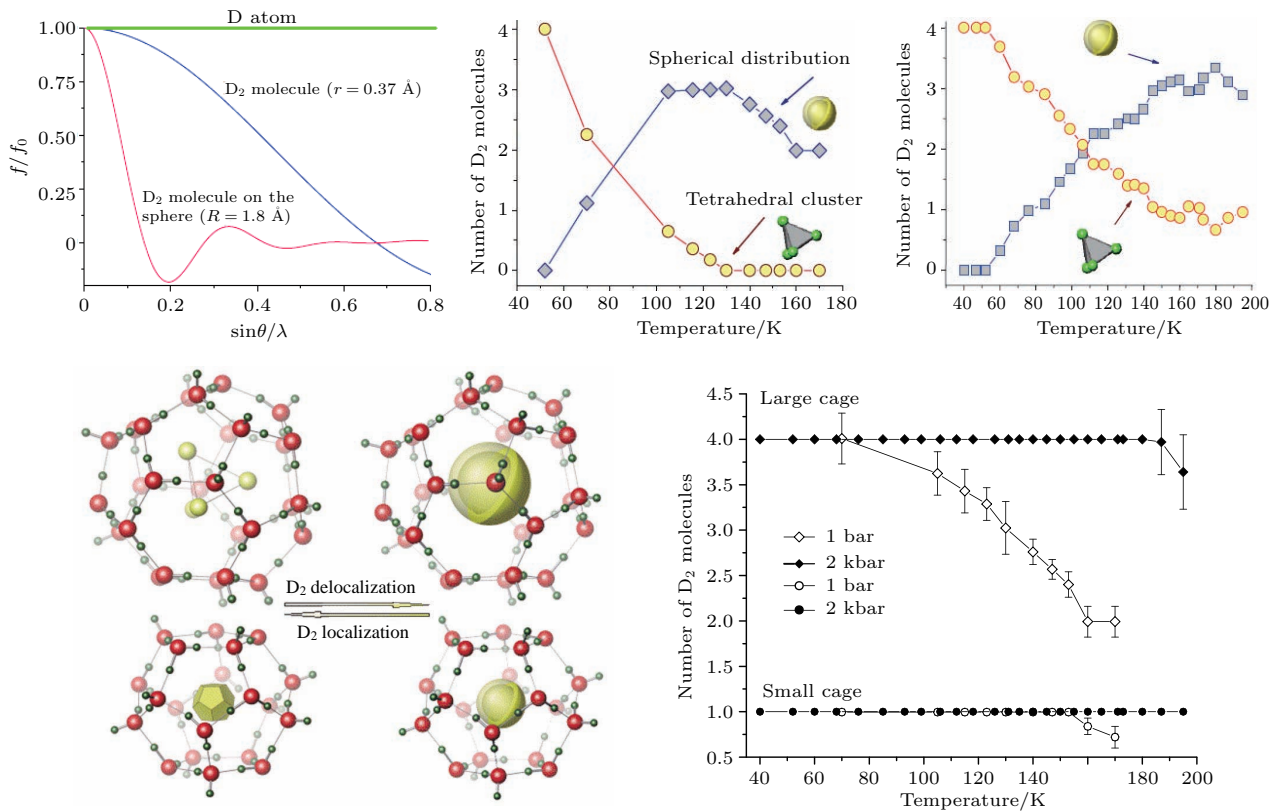 D atom
1.00
0.75
0.50
0.25
0
f/f₀
D₂ molecule (r = 0.37 Å)
D₂ molecule on the
sphere (R = 1.8 Å)
0 0.2 0.4 0.6 0.8
sinθ/λ
4
3
2
1
0
Number of D₂ molecules
Spherical distribution
Tetrahedral cluster
40 60 80 100 120 140 160 180
Temperature/K
4
3
2
1
0
Number of D₂ molecules
40 60 80 100 120 140 160 180 200
Temperature/K
D₂ delocalization
D₂ localization
4.5
4.0
3.5
3.0
2.5
2.0
1.5
1.0
0.5
Number of D₂ molecules
Large cage
1 bar
2 kbar
1 bar
2 kbar
Small cage
40 60 80 100 120 140 160 180 200
Temperature/K